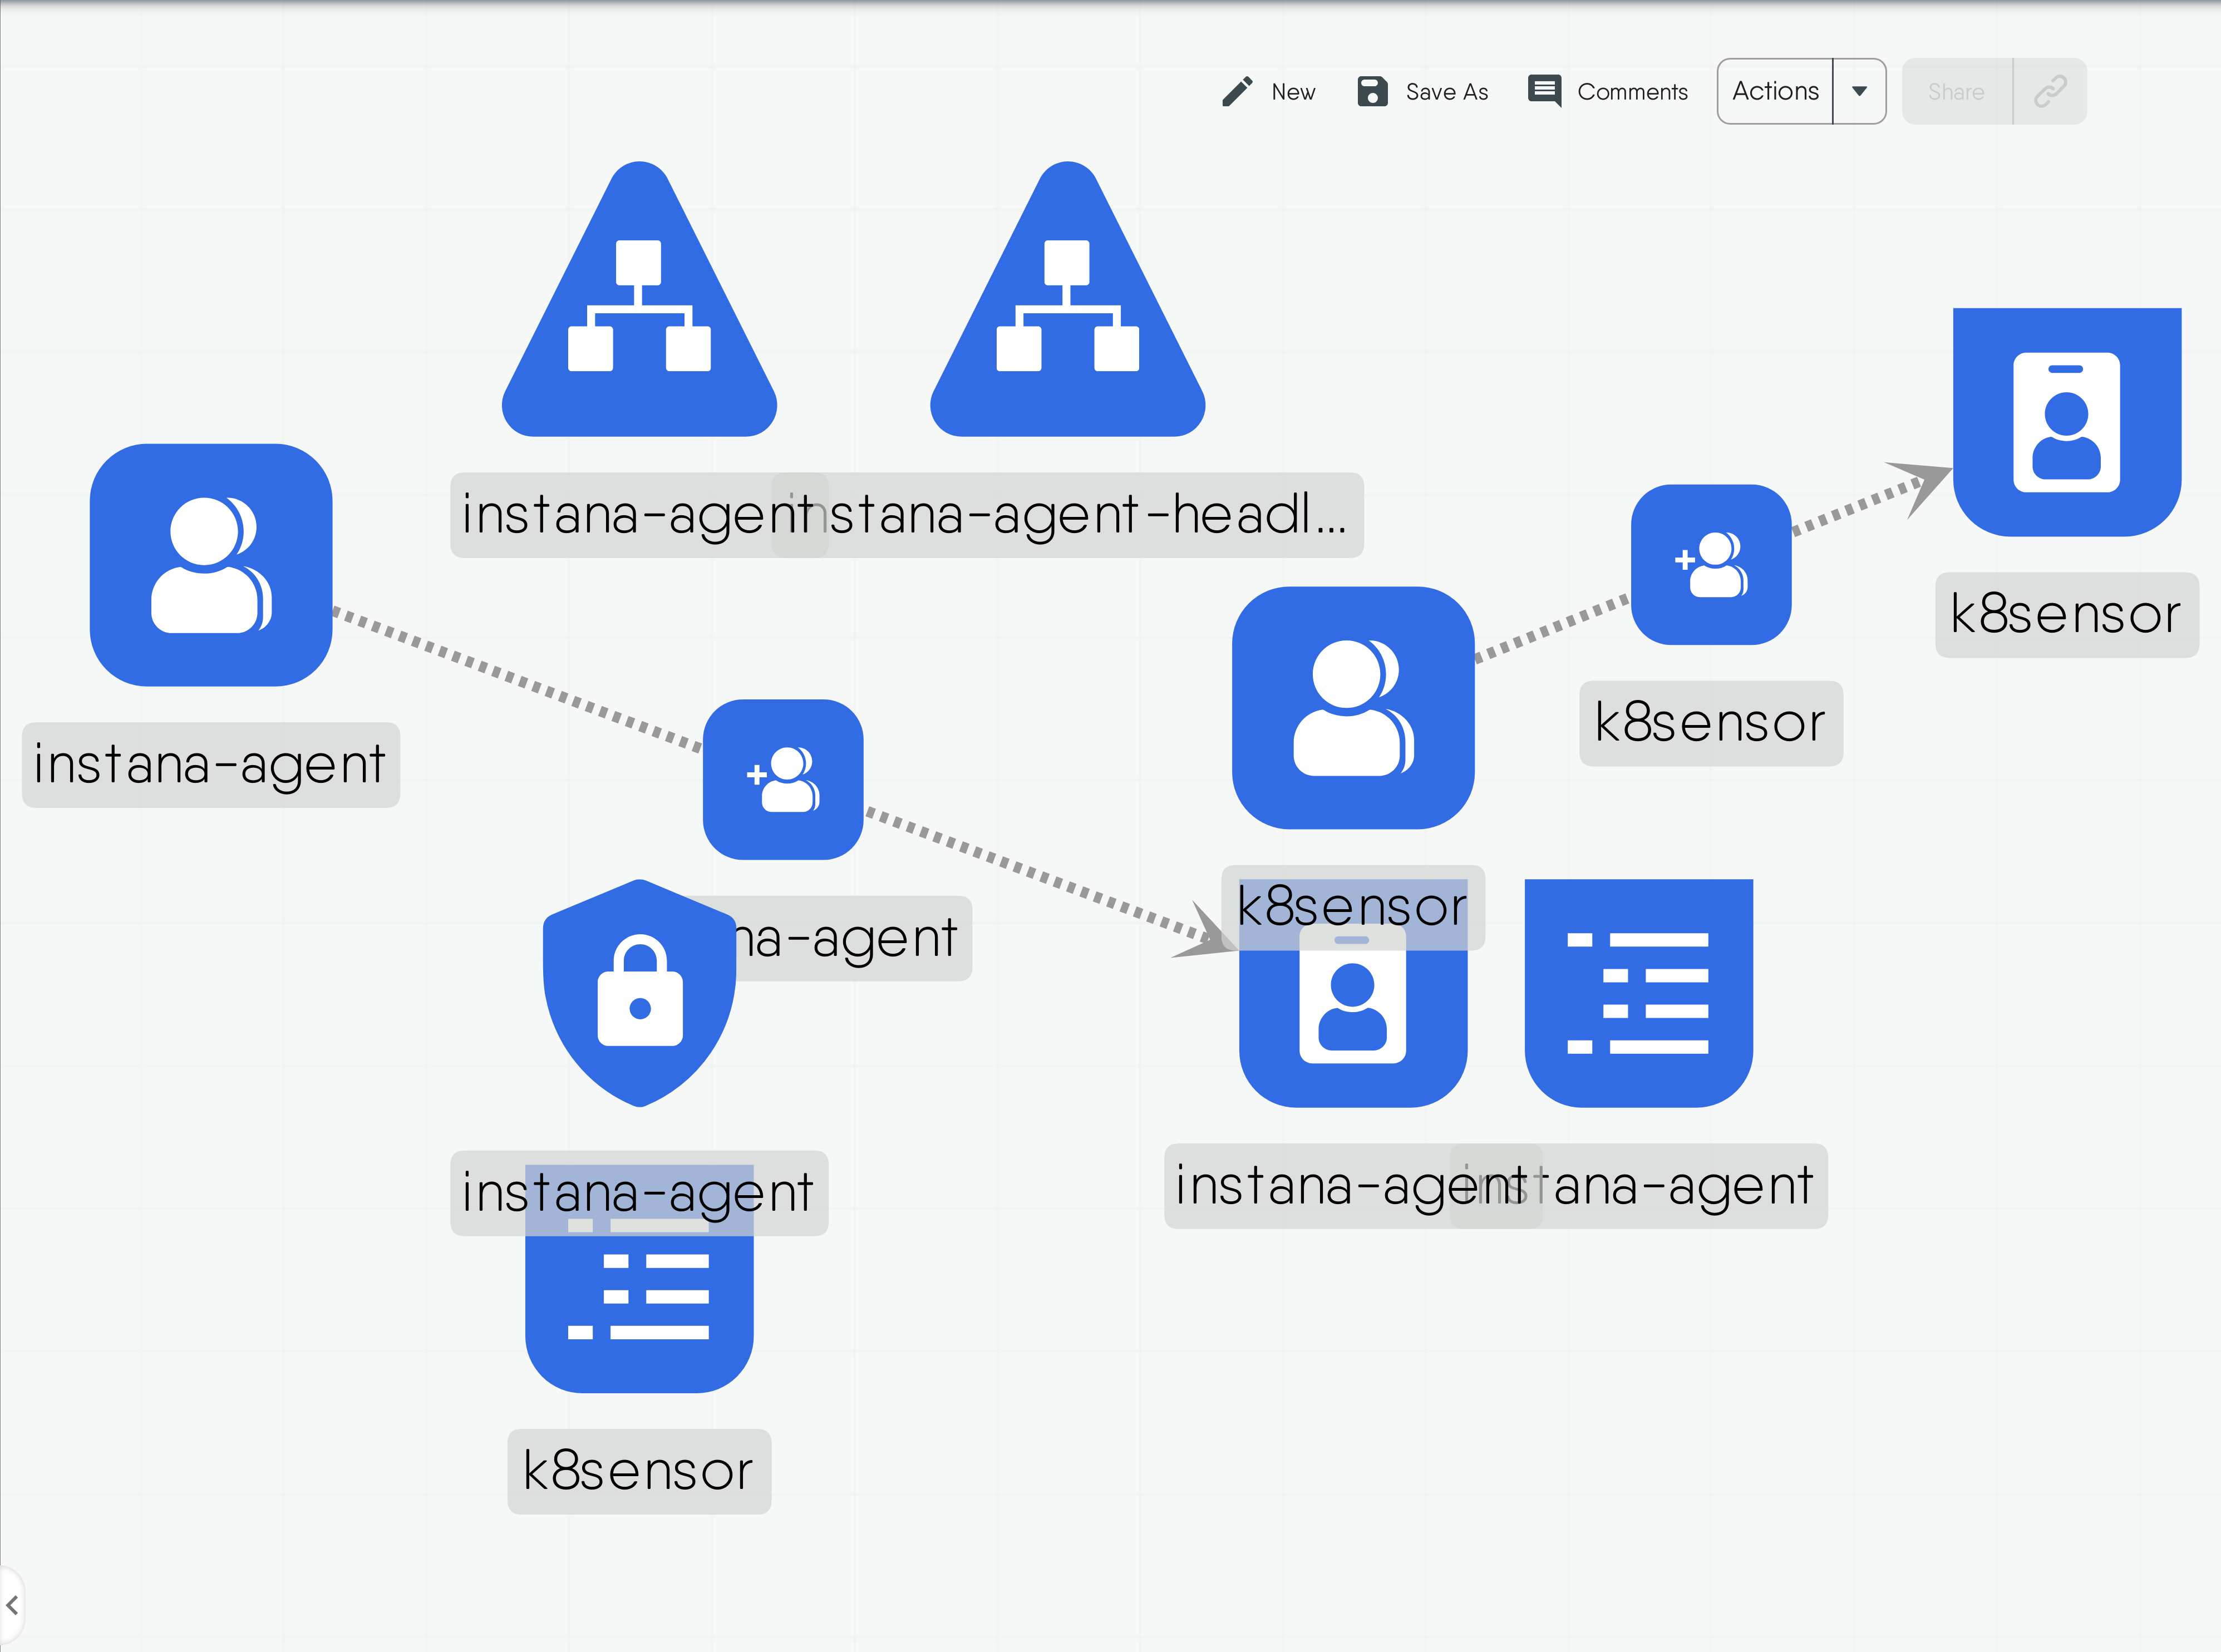 New
Save As
Comments
Actions
Share
instana-agent
instana-agent-headl...
k8sensor
instana-agent
k8sensor
k8sensor
na-agent
instana-agent
instana-agent
instana-agent
k8sensor